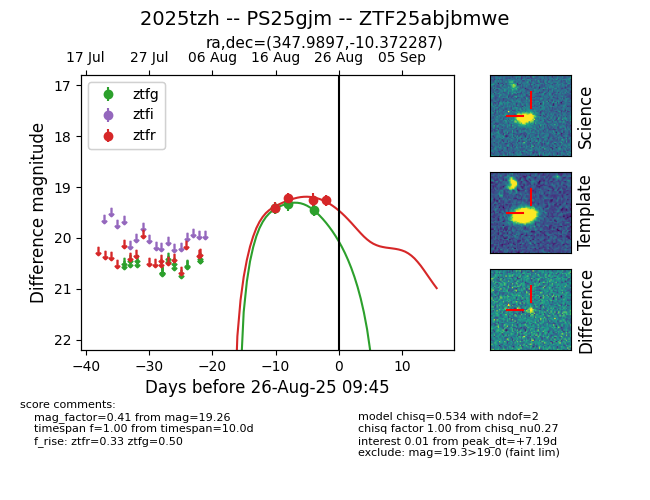 2025tzh -- PS25gjm -- ZTF25abjbmwe
ra,dec=(347.9897,-10.372287)
17 Jul 27 Jul 06 Aug 16 Aug 26 Aug 05 Sep
ztfg
ztfi
ztfr
17
18
19
20
21
22
Difference magnitude
−40 −30 −20 −10 0 10
Days before 26-Aug-25 09:45
Science
Template
Difference
score comments:
mag_factor=0.41 from mag=19.26
timespan f=1.00 from timespan=10.0d
f_rise: ztfr=0.33 ztfg=0.50
model chisq=0.534 with ndof=2
chisq factor 1.00 from chisq_nu0.27
interest 0.01 from peak_dt=+7.19d
exclude: mag=19.3>19.0 (faint lim)